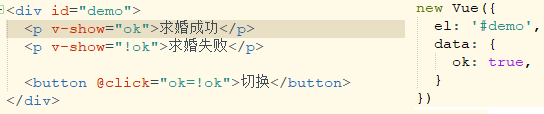 <div id="demo">
<p v-show="ok">求婚成功</p>
<p v-show="!ok">求婚失败</p>
<button @click="ok=!ok">切换</button>
</div>
new Vue({
el: '#demo',
data: {
ok: true,
}
})